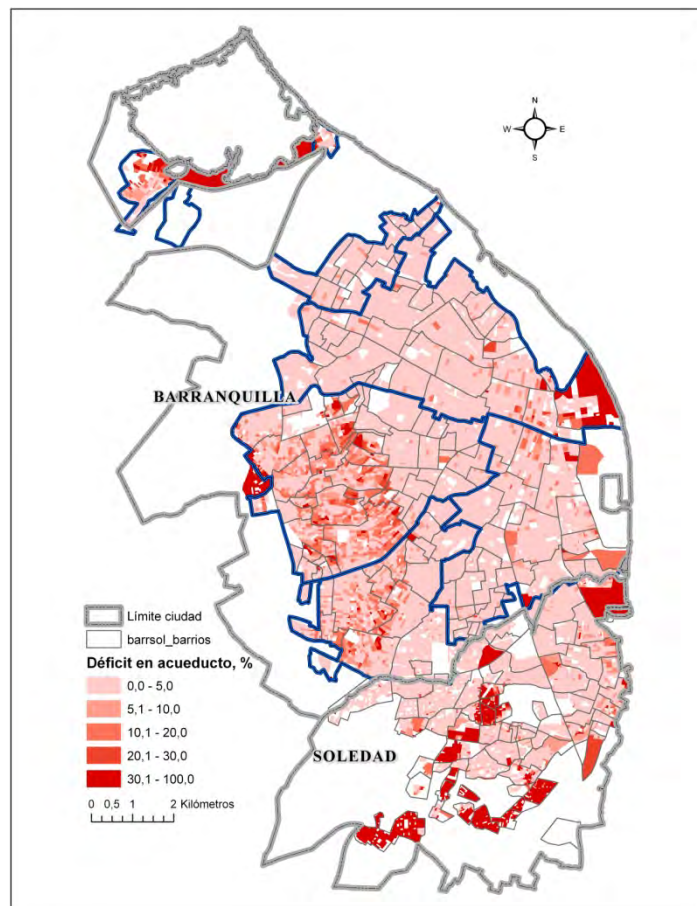 N
W E
S
BARRANQUILLA
Límite ciudad
barrsol_barrios
Déficit en acueducto, %
0,0 - 5,0
5,1 - 10,0
10,1 - 20,0
20,1 - 30,0
30,1 - 100,0
0 0,5 1 2 Kilómetros
SOLEDAD